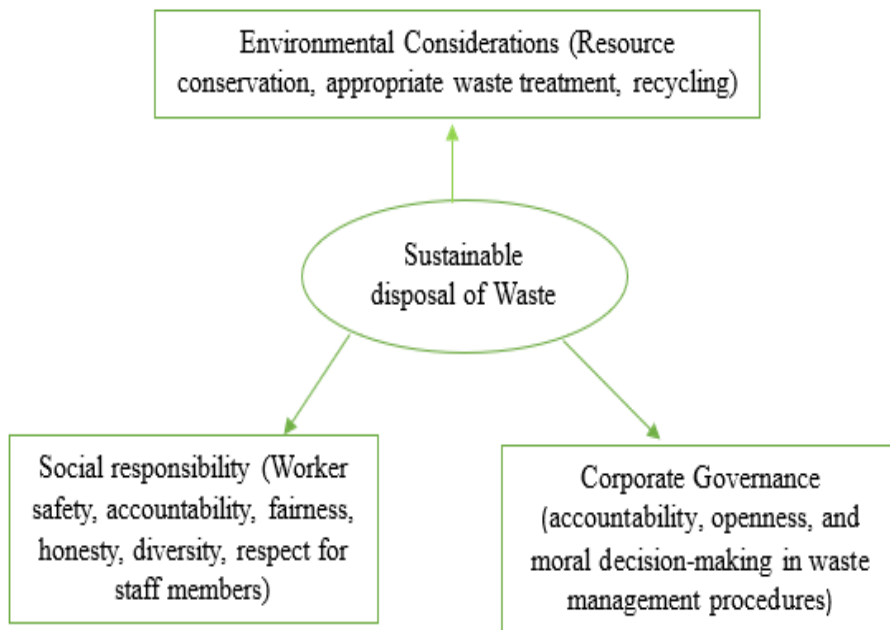 Environmental Considerations (Resource
conservation, appropriate waste treatment, recycling)
Sustainable
disposal of Waste
Social responsibility (Worker
safety, accountability, fairness,
honesty, diversity, respect for
staff members)
Corporate Governance
(accountability, openness, and
moral decision-making in waste
management procedures)